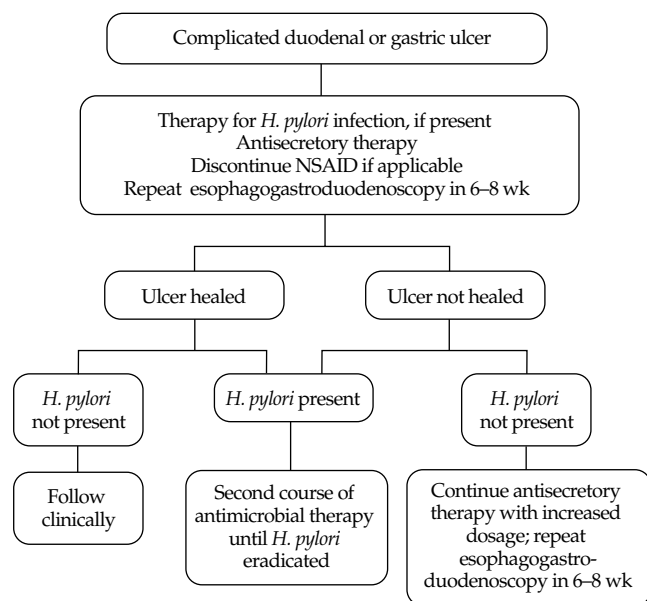 Complicated duodenal or gastric ulcer
Therapy for H. pylori infection, if present
Antisecretory therapy
Discontinue NSAID if applicable
Repeat esophagogastroduodenoscopy in 6–8 wk
Ulcer healed
Ulcer not healed
H. pylori
not present
H. pylori present
H. pylori
not present
Follow
clinically
Second course of
antimicrobial therapy
until H. pylori
eradicated
Continue antisecretory
therapy with increased
dosage; repeat
esophagogastro-
duodenoscopy in 6–8 wk